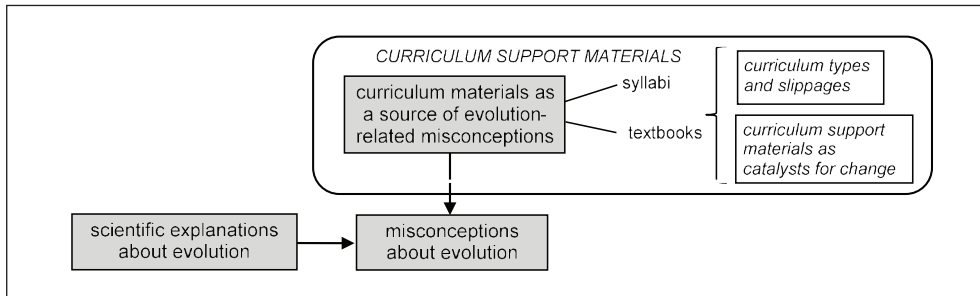 CURRICULUM SUPPORT MATERIALS
curriculum materials as
a source of evolution-
related misconceptions
syllabi
textbooks
curriculum types
and slippages
curriculum support
materials as
catalysts for change
scientific explanations
about evolution
misconceptions
about evolution